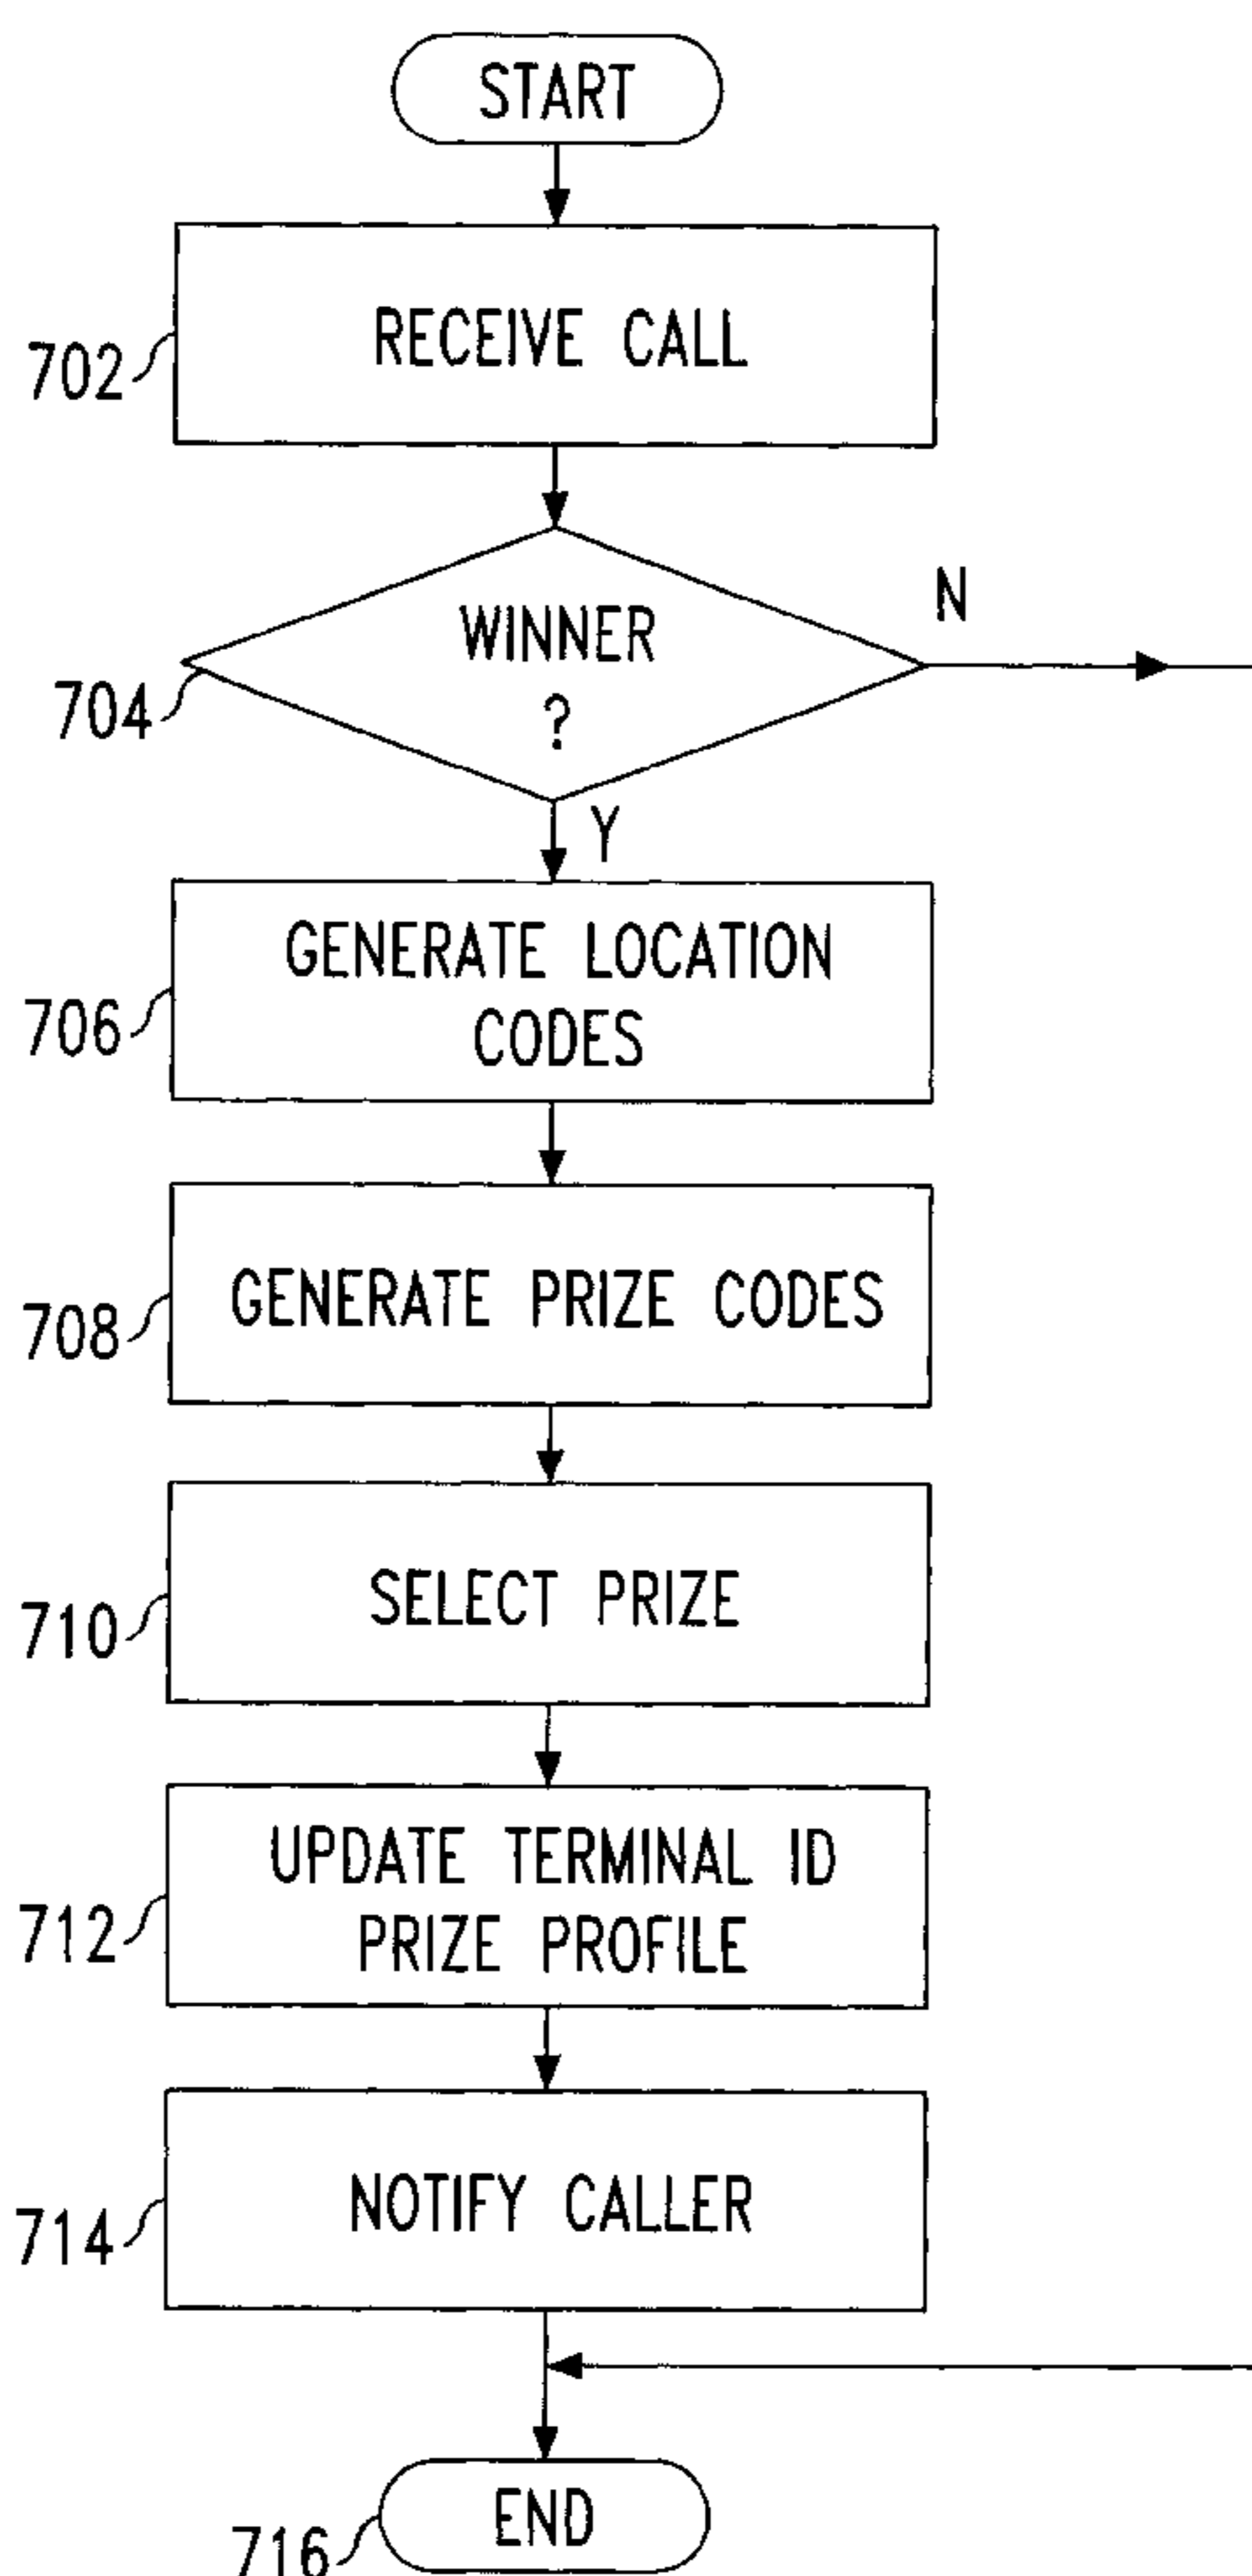 START
RECEIVE CALL
702
WINNER
?
N
704
Y
GENERATE LOCATION
CODES
706
GENERATE PRIZE CODES
708
SELECT PRIZE
710
UPDATE TERMINAL ID
PRIZE PROFILE
712
NOTIFY CALLER
714
END
716